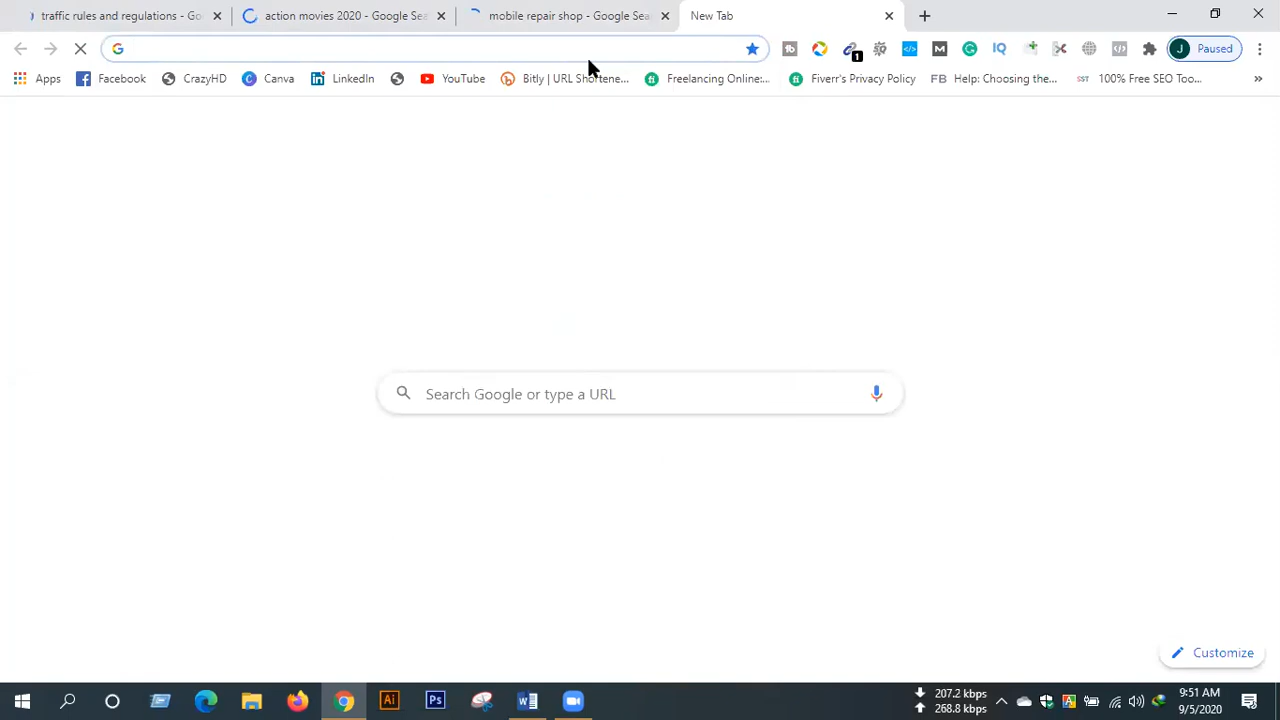 traffic rules and regulations - Go
action movies 2020 - Google Sea
mobile repair shop - Google Sea
New Tab
1
J Paused
Apps
Facebook
CrazyHD
Canva
LinkedIn
YouTube
Bitly | URL Shortene...
Freelancing Online:...
Fiverr's Privacy Policy
FB Help: Choosing the...
SST 100% Free SEO Too...
Search Google or type a URL
Customize
207.2 kbps
268.8 kbps
9:51 AM
9/5/2020